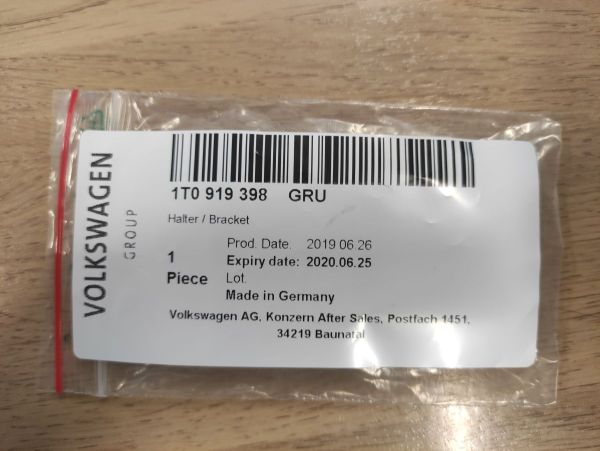 VOLKSWAGEN
GROUP
1T0 919 398 GRU
Halter / Bracket
Prod. Date. 2019.06.26
1 Expiry date: 2020.06.25
Piece Lot.
Made in Germany
Volkswagen AG, Konzern After Sales, Postfach 1451,
34219 Baunatal